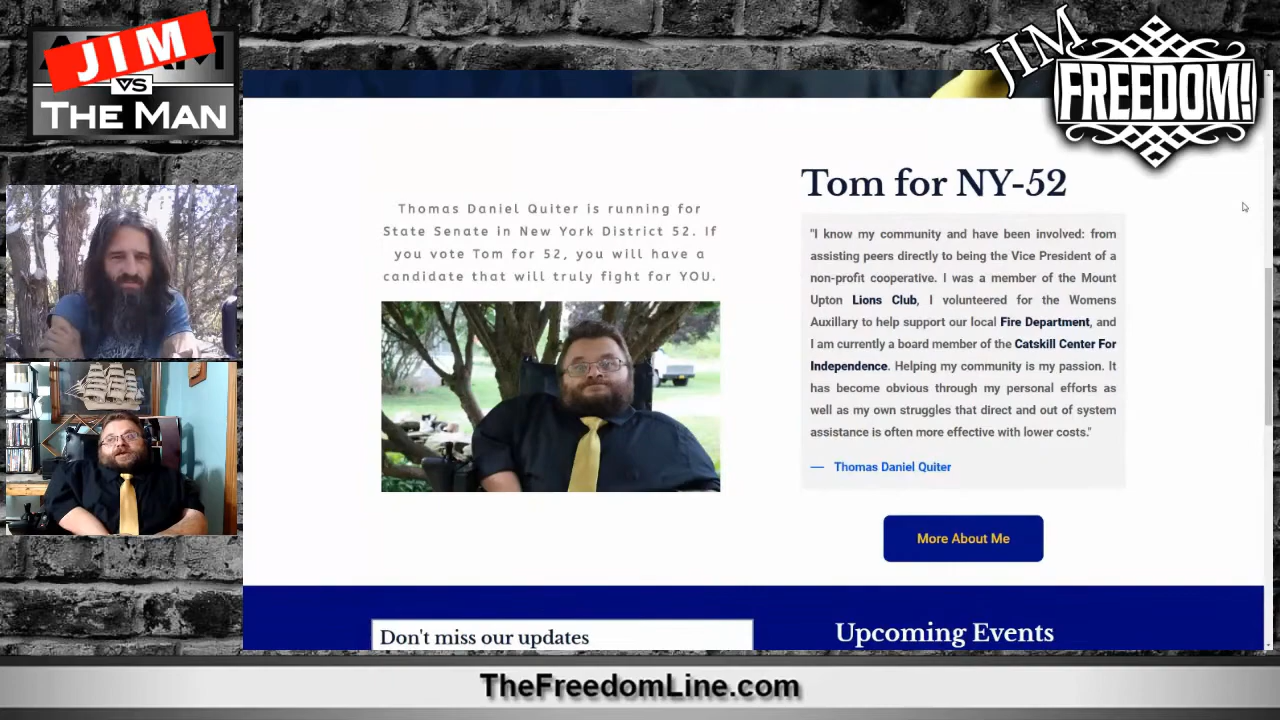 JIM
VS
THE MAN
JIM
FREEDOM!
Thomas Daniel Quiter is running for
State Senate in New York District 52. If
you vote Tom for 52, you will have a
candidate that will truly fight for YOU.
Tom for NY-52
"I know my community and have been involved: from
assisting peers directly to being the Vice President of a
non-profit cooperative. I was a member of the Mount
Upton Lions Club, I volunteered for the Womens
Auxillary to help support our local Fire Department, and
I am currently a board member of the Catskill Center For
Independence. Helping my community is my passion. It
has become obvious through my personal efforts as
well as my own struggles that direct and out of system
assistance is often more effective with lower costs."
— Thomas Daniel Quiter
More About Me
Don't miss our updates
Upcoming Events
TheFreedomLine.com